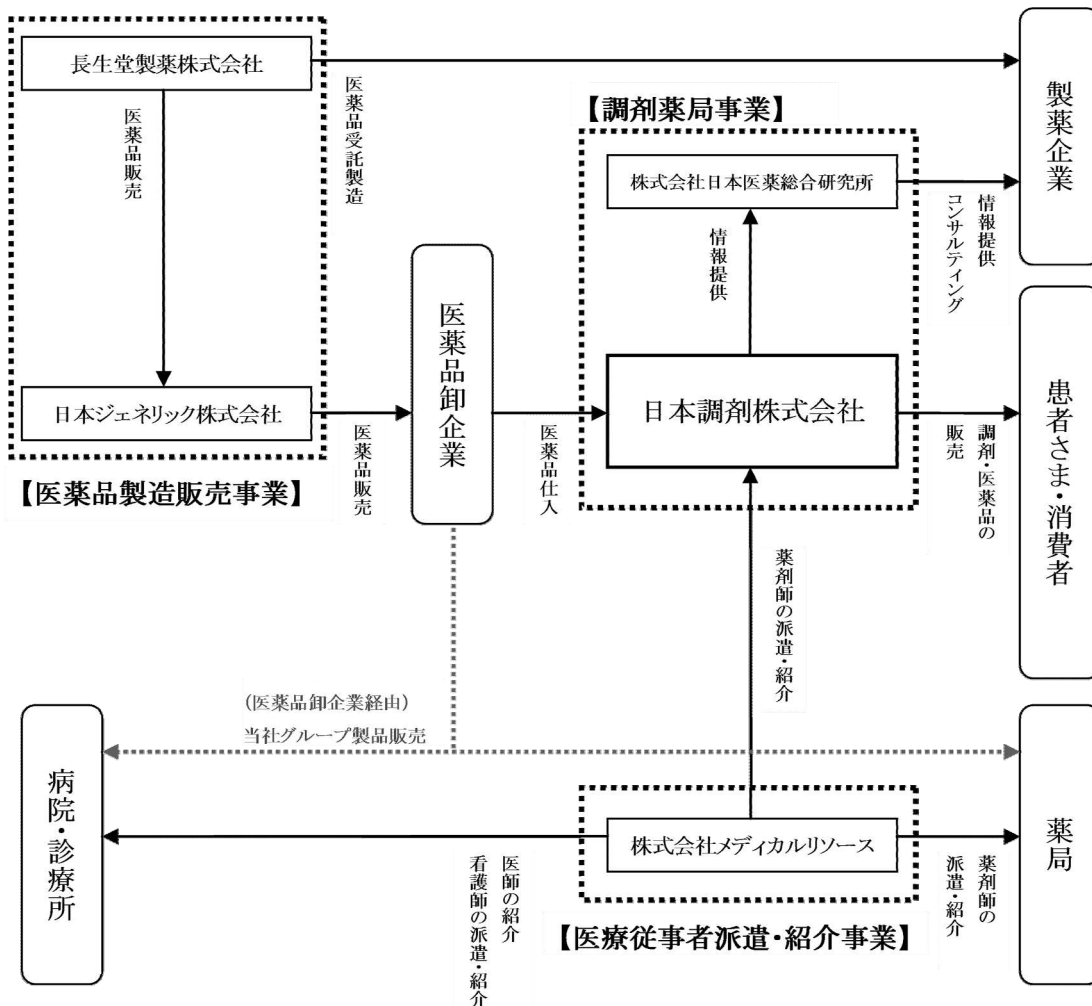 長生堂製薬株式会社
医薬品販売
医薬品受託製造
製薬企業
【調剤薬局事業】
株式会社日本医薬総合研究所
情報提供
コンサルティング
情報提供
医薬品卸企業
日本ジェネリック株式会社
医薬品販売
医薬品仕入
日本調剤株式会社
調剤・医薬品の
販売
患者さま・消費者
【医薬品製造販売事業】
薬剤師の派遣・紹介
(医薬品卸企業経由)
当社グループ製品販売
病院・診療所
株式会社メディカルリソース
医師の紹介
看護師の派遣・紹介
薬剤師の
派遣・紹介
薬局
【医療従事者派遣・紹介事業】